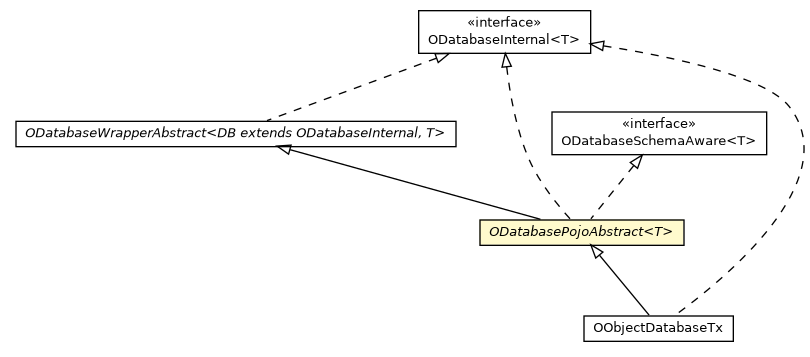 «interface»
ODatabaseInternal<T>
«interface»
ODatabaseSchemaAware<T>
ODatabaseWrapperAbstract<DB extends ODatabaseInternal, T>
ODatabasePojoAbstract<T>
OObjectDatabaseTx